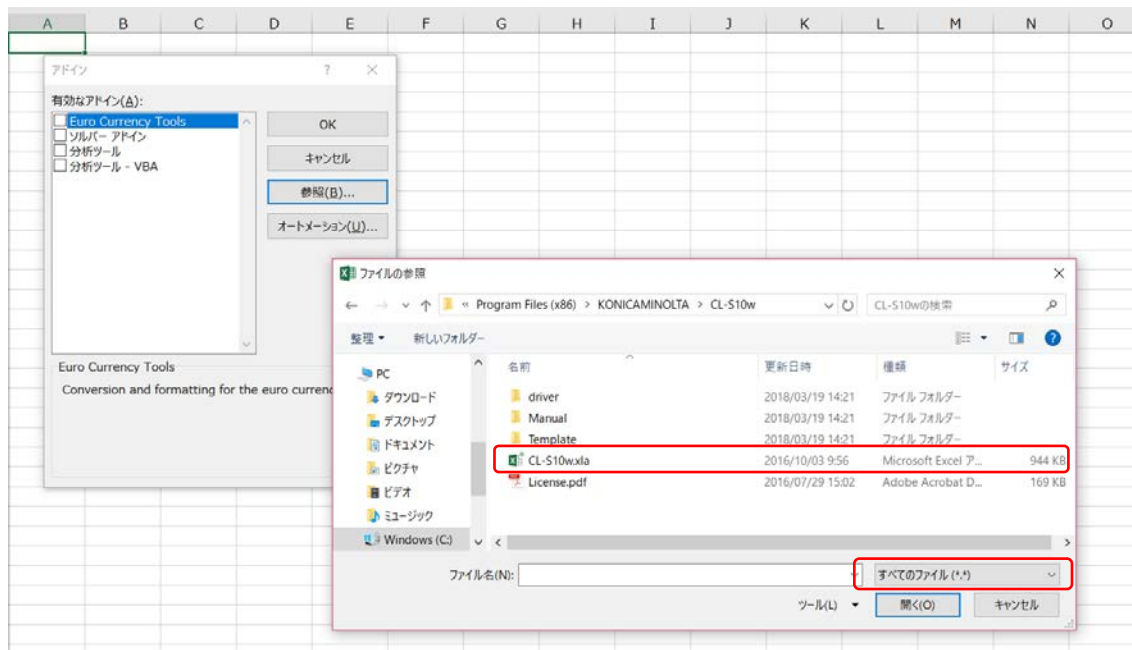 A B C D E F G H I J K L M N O
アドイン ? ×
有効なアドイン(A):
Euro Currency Tools
ソルバー アドイン
分析ツール
分析ツール - VBA
OK
キャンセル
参照(B)...
オートメーション(U)...
Euro Currency Tools
Conversion and formatting for the euro currenc
ファイルの参照
« Program Files (x86) > KONICAMINOLTA > CL-S10w
CL-S10wの検索
整理 新しいフォルダー
PC
ダウンロード
デスクトップ
ドキュメント
ピクチャ
ビデオ
ミュージック
Windows (C:)
名前 更新日時 種類 サイズ
driver 2018/03/19 14:21 ファイル フォルダー
Manual 2018/03/19 14:21 ファイル フォルダー
Template 2018/03/19 14:21 ファイル フォルダー
CL-S10w.xla 2016/10/03 9:56 Microsoft Excel ア... 944 KB
License.pdf 2016/07/29 15:02 Adobe Acrobat D... 169 KB
ファイル名(N): すべてのファイル (*.*)
ツール(L) 開く(O) キャンセル